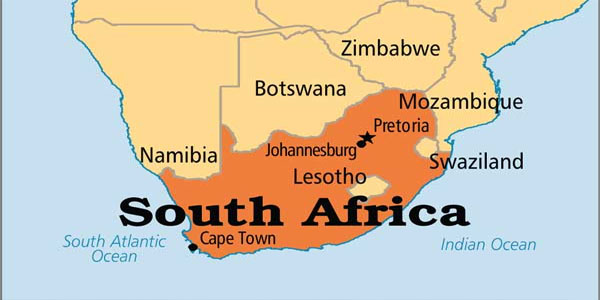 Zimbabwe
Botswana
Mozambique
Pretoria
Johannesburg
Namibia
Swaziland
Lesotho
South Africa
South Atlantic
Ocean
Cape Town
Indian Ocean